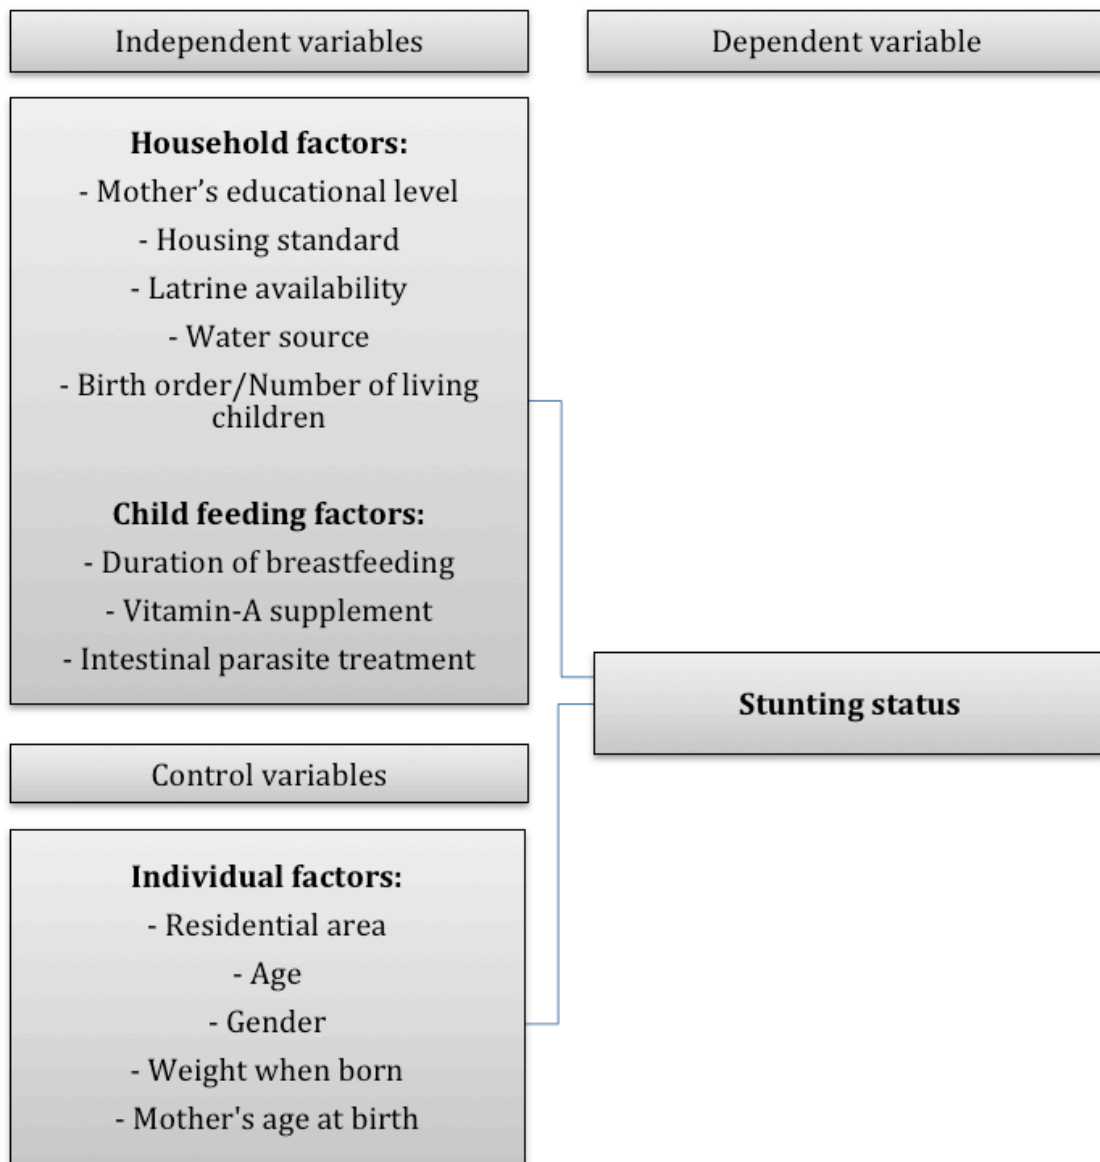 Independent variables
Dependent variable
Household factors:
- Mother’s educational level
- Housing standard
- Latrine availability
- Water source
- Birth order/Number of living
children
Child feeding factors:
- Duration of breastfeeding
- Vitamin-A supplement
- Intestinal parasite treatment
Stunting status
Control variables
Individual factors:
- Residential area
- Age
- Gender
- Weight when born
- Mother's age at birth